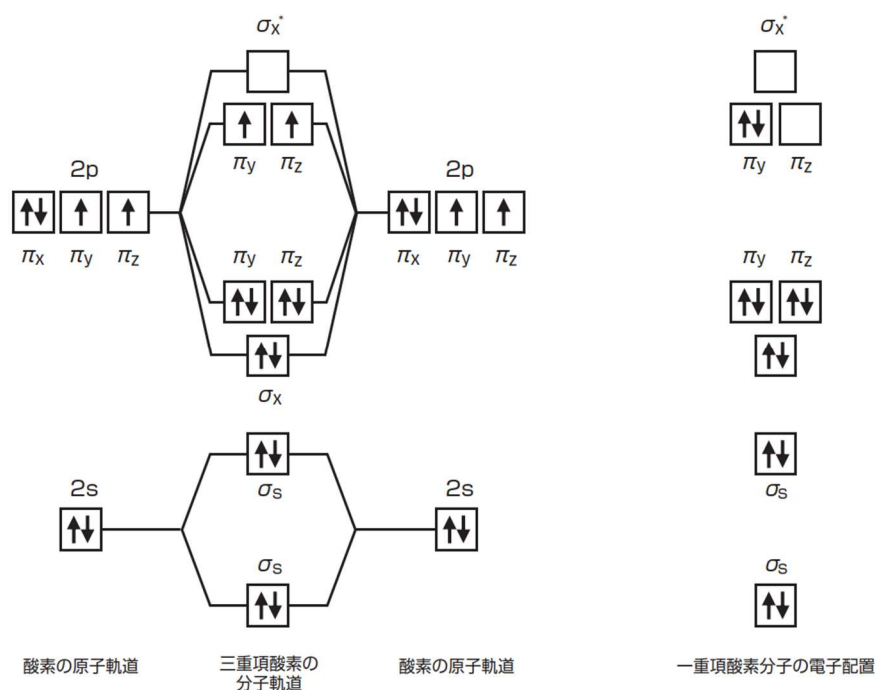 σx* σx*
πy πz πy πz
2p 2p
πx πy πz πy πz πx πy πz πy πz
σx
2s σs 2s σs
σs σs
酸素の原子軌道 三重項酸素の 酸素の原子軌道 一重項酸素分子の電子配置
分子軌道